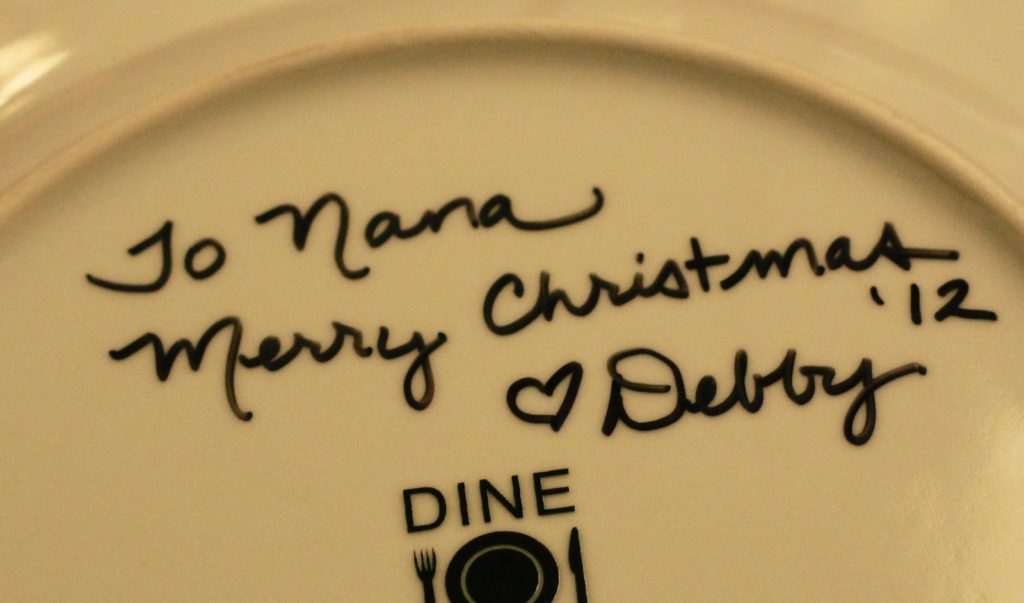 To Nana
Merry Christmas
'12
♡ Debby
DINE